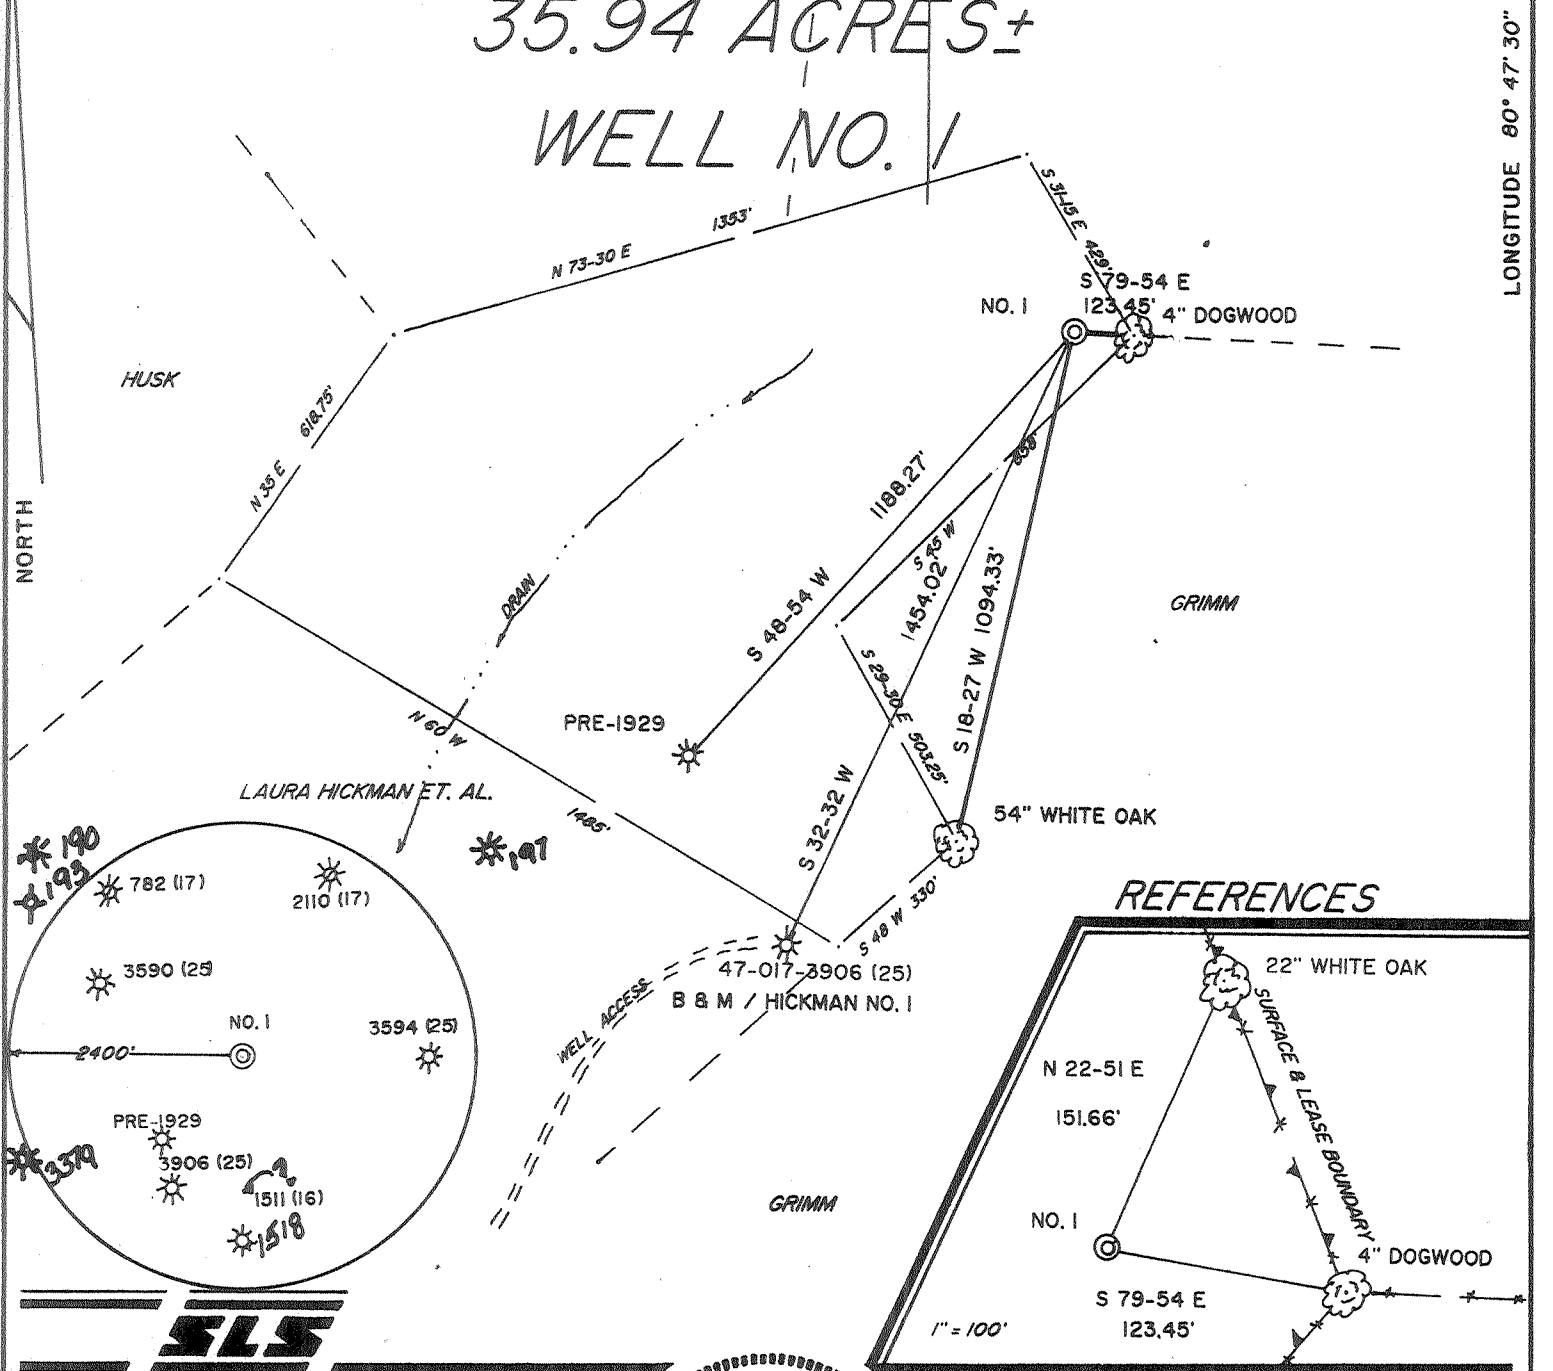 35.94 ACRES±
WELL NO. 1
LONGITUDE 80° 47' 30"
NORTH
N 73-30 E
1353'
S 31-15 E 429'
S 79-54 E
123.45'
NO. 1
4" DOGWOOD
HUSK
N 35 E 618.75'
DRAIN
1188.27'
S 48-54 W
S 45 W
858'
1454.02'
S 32-32 W
S 18-27 W 1094.33'
S 29-30 E 503.25'
GRIMM
PRE-1929
N 60 W
1485'
LAURA HICKMAN ET. AL.
54" WHITE OAK
S 48 W 330'
47-017-3906 (25)
B & M / HICKMAN NO. 1
WELL ACCESS
GRIMM
190
193
197
782 (17)
2110 (17)
3590 (25)
NO. 1
3594 (25)
2400'
PRE-1929
3906 (25)
?
1511 (16)
1518
3379
SLS
REFERENCES
22" WHITE OAK
SURFACE & LEASE BOUNDARY
N 22-51 E
151.66'
NO. 1
4" DOGWOOD
S 79-54 E
123.45'
1" = 100'